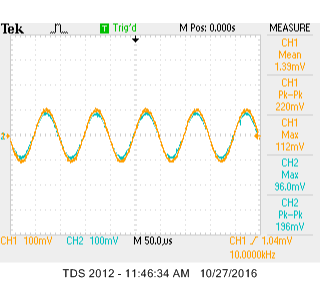 Tek Trig'd M Pos: 0.000s MEASURE
CH1
Mean
1.39mV
CH1
Pk-Pk
220mV
CH1
Max
112mV
2
CH2
Max
96.0mV
CH2
Pk-Pk
196mV
CH1 100mV CH2 100mV M 50.0µs CH1 / 1.04mV
10.0000kHz
TDS 2012 - 11:46:34 AM 10/27/2016